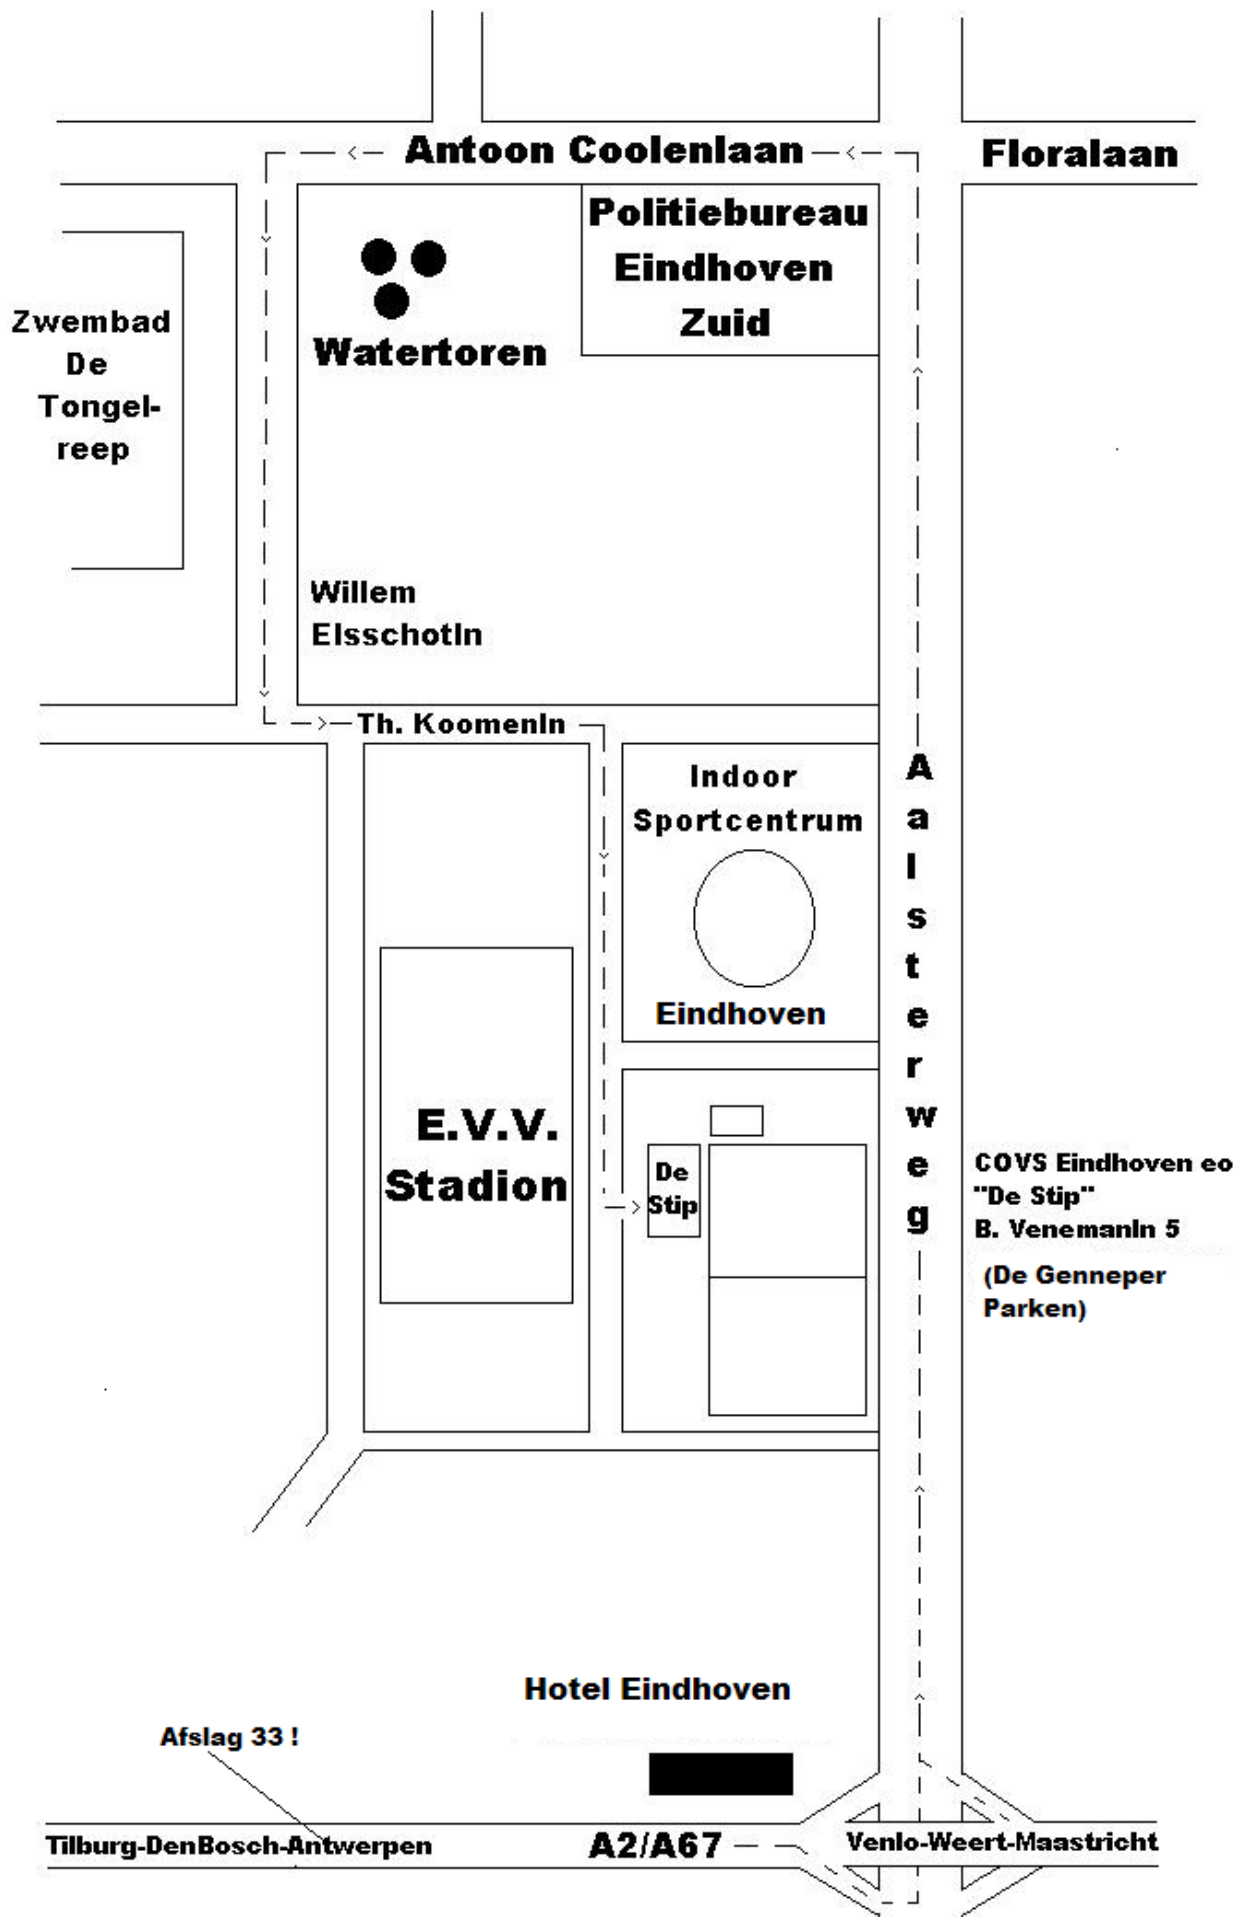 Antoon Coolenlaan
Floralaan
Politiebureau
Eindhoven
Zuid
Zwembad
De
Tongel-
reep
Watertoren
Willem
Elsschotln
Th. Koomenln
Indoor
Sportcentrum
Eindhoven
Aalsterweg
E.V.V.
Stadion
De
Stip
COVS Eindhoven eo
"De Stip"
B. Venemanln 5
(De Genneper
Parken)
Hotel Eindhoven
Afslag 33 !
Tilburg-DenBosch-Antwerpen
A2/A67
Venlo-Weert-Maastricht